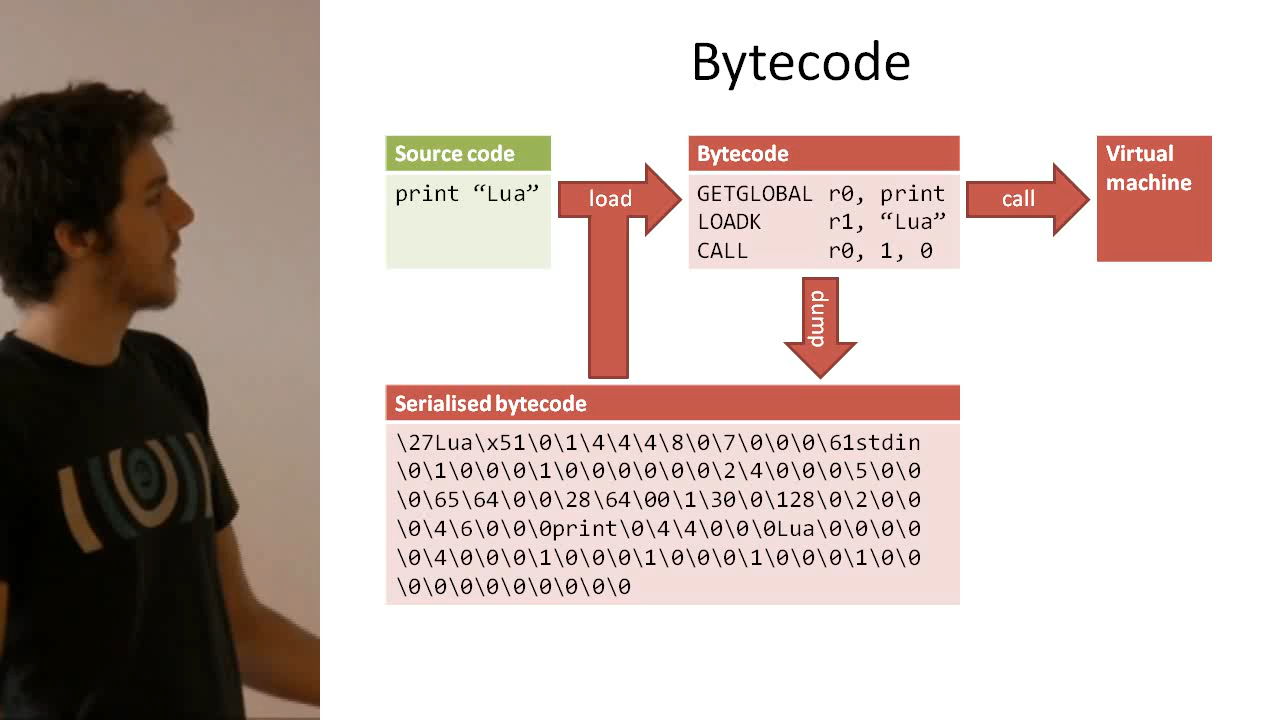 Bytecode
Source code
print “Lua”
load
Bytecode
GETGLOBAL r0, print
LOADK r1, “Lua”
CALL r0, 1, 0
call
Virtual
machine
dump
Serialised bytecode
\27Lua\x51\0\1\4\4\4\8\0\7\0\0\0\61stdin
\0\1\0\0\0\1\0\0\0\0\0\0\2\4\0\0\0\5\0\0
\0\65\64\0\0\28\64\00\1\30\0\128\0\2\0\0
\0\4\6\0\0\0print\0\4\4\0\0\0Lua\0\0\0\0
\0\4\0\0\0\1\0\0\0\1\0\0\0\1\0\0\0\1\0\0
\0\0\0\0\0\0\0\0\0